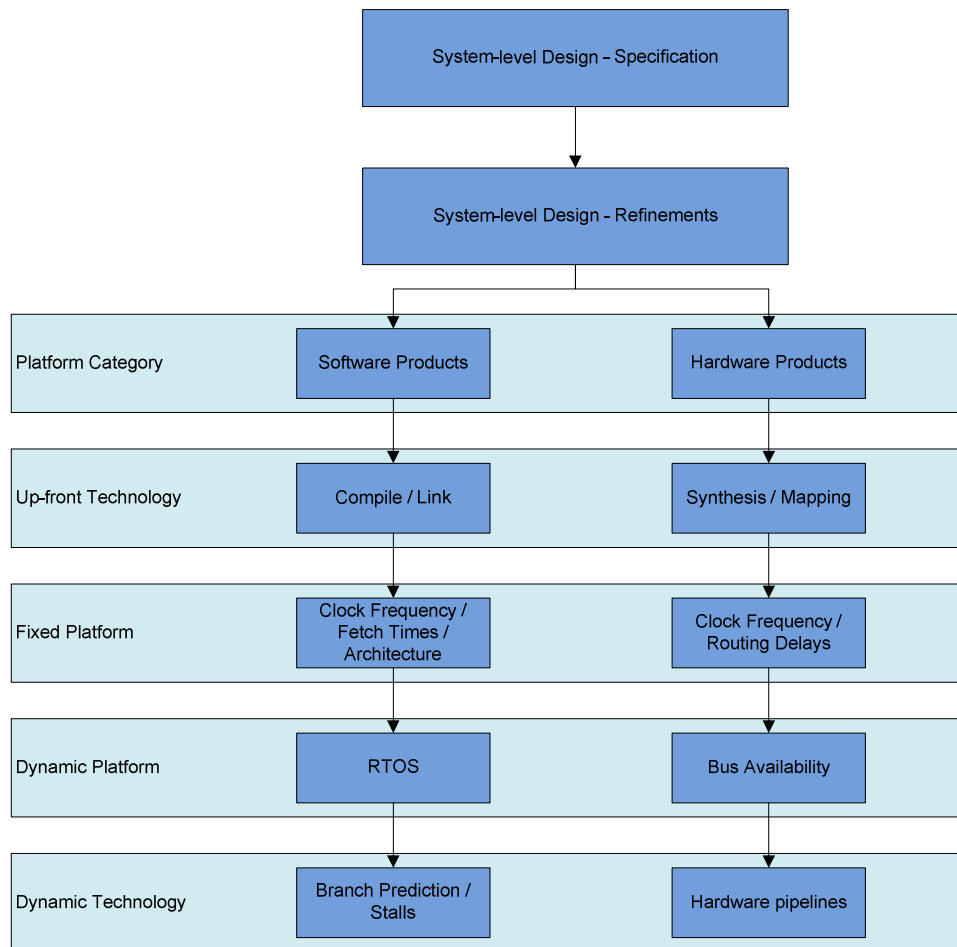 System-level Design - Specification
System-level Design - Refinements
Platform Category
Software Products
Hardware Products
Up-front Technology
Compile / Link
Synthesis / Mapping
Fixed Platform
Clock Frequency /
Fetch Times /
Architecture
Clock Frequency /
Routing Delays
Dynamic Platform
RTOS
Bus Availability
Dynamic Technology
Branch Prediction /
Stalls
Hardware pipelines